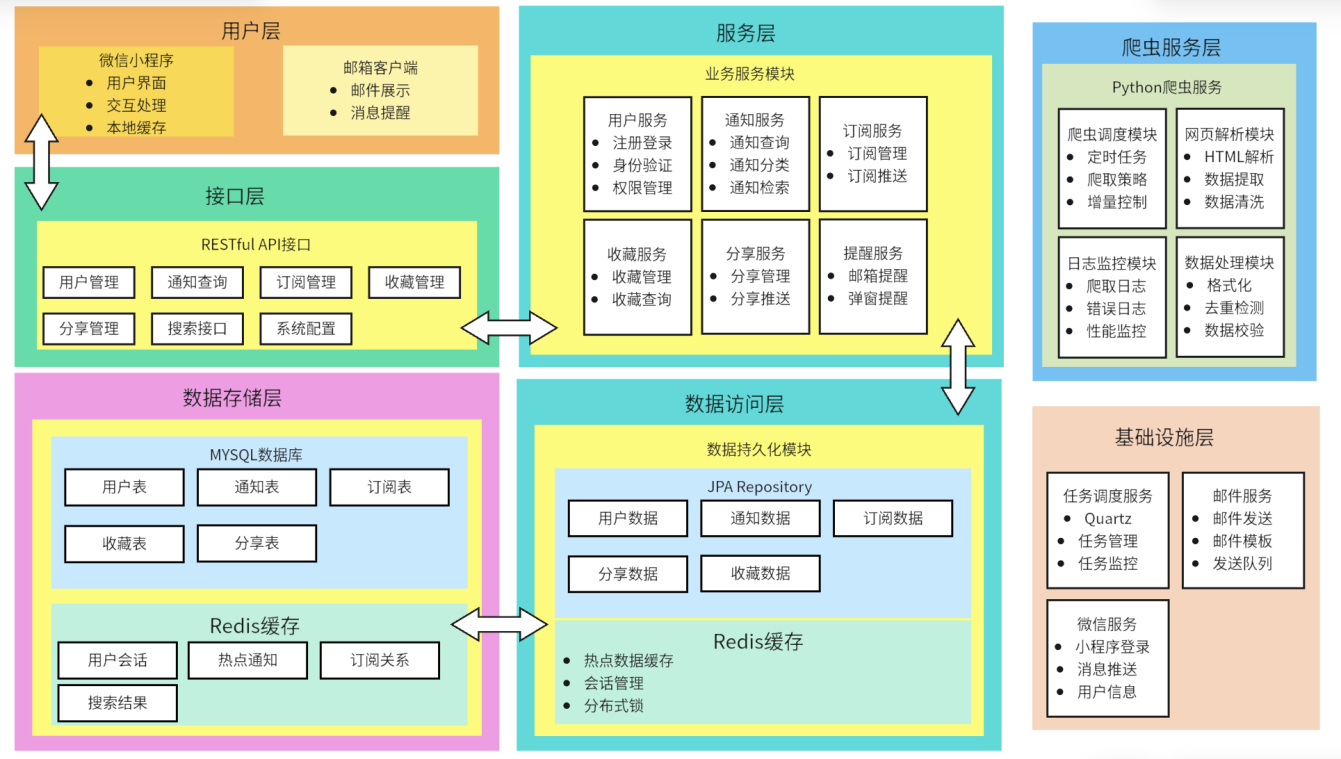 用户层
微信小程序
● 用户界面
● 交互处理
● 本地缓存
邮箱客户端
● 邮件展示
● 消息提醒
接口层
RESTful API接口
用户管理
通知查询
订阅管理
收藏管理
分享管理
搜索接口
系统配置
服务层
业务服务模块
用户服务
● 注册登录
● 身份验证
● 权限管理
通知服务
● 通知查询
● 通知分类
● 通知检索
订阅服务
● 订阅管理
● 订阅推送
收藏服务
● 收藏管理
● 收藏查询
分享服务
● 分享管理
● 分享推送
提醒服务
● 邮箱提醒
● 弹窗提醒
爬虫服务层
Python爬虫服务
爬虫调度模块
● 定时任务
● 爬取策略
● 增量控制
网页解析模块
● HTML解析
● 数据提取
● 数据清洗
日志监控模块
● 爬取日志
● 错误日志
● 性能监控
数据处理模块
● 格式化
● 去重检测
● 数据校验
数据存储层
MYSQL数据库
用户表
通知表
订阅表
收藏表
分享表
Redis缓存
用户会话
热点通知
订阅关系
搜索结果
数据访问层
数据持久化模块
JPA Repository
用户数据
通知数据
订阅数据
分享数据
收藏数据
Redis缓存
● 热点数据缓存
● 会话管理
● 分布式锁
基础设施层
任务调度服务
● Quartz
● 任务管理
● 任务监控
邮件服务
● 邮件发送
● 邮件模板
● 发送队列
微信服务
● 小程序登录
● 消息推送
● 用户信息